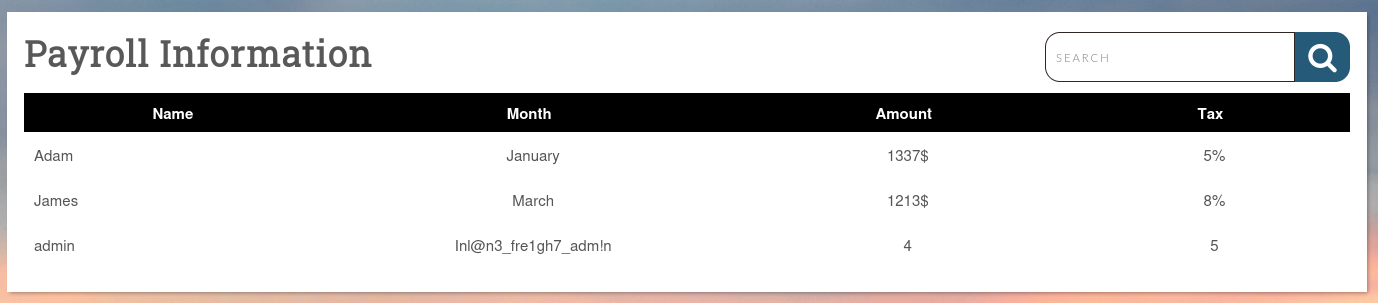 Payroll Information
SEARCH
Name Month Amount Tax
Adam January 1337$ 5%
James March 1213$ 8%
admin Inl@n3_fre1gh7_adm!n 4 5